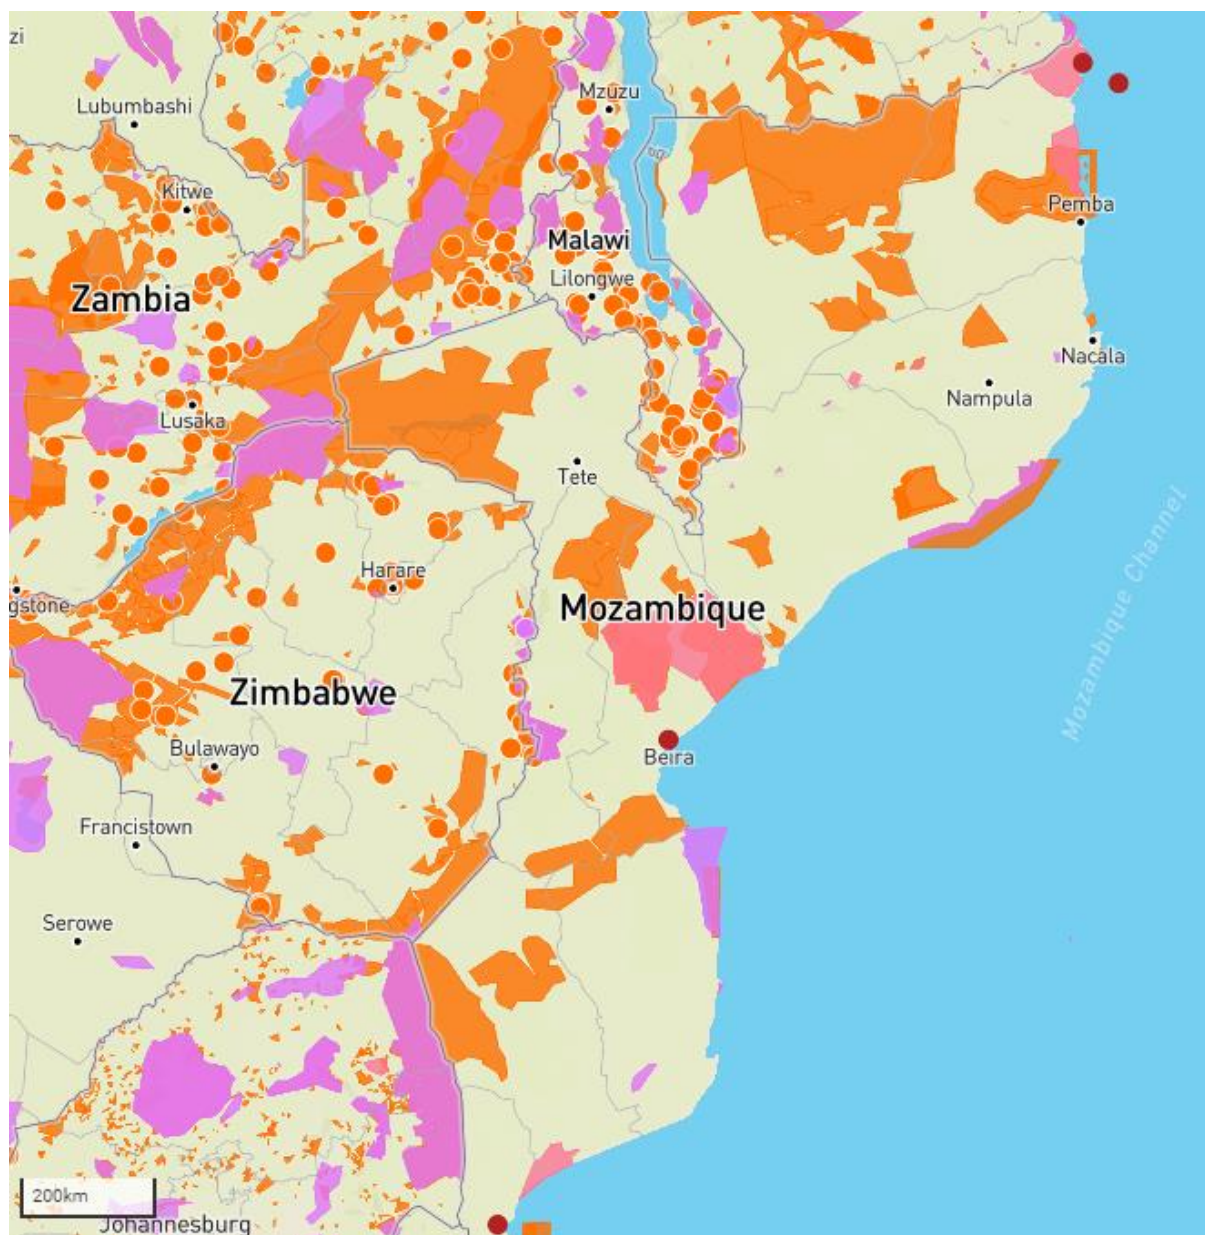 zi
Lubumbashi
Mzuzu
Kitwe
Pemba
Malawi
Lilongwe
Zambia
Nacala
Nampula
Lusaka
Tete
Mozambique Channel
Harare
gstone
Mozambique
Zimbabwe
Bulawayo
Beira
Francistown
Serowe
200km
Johannesburg